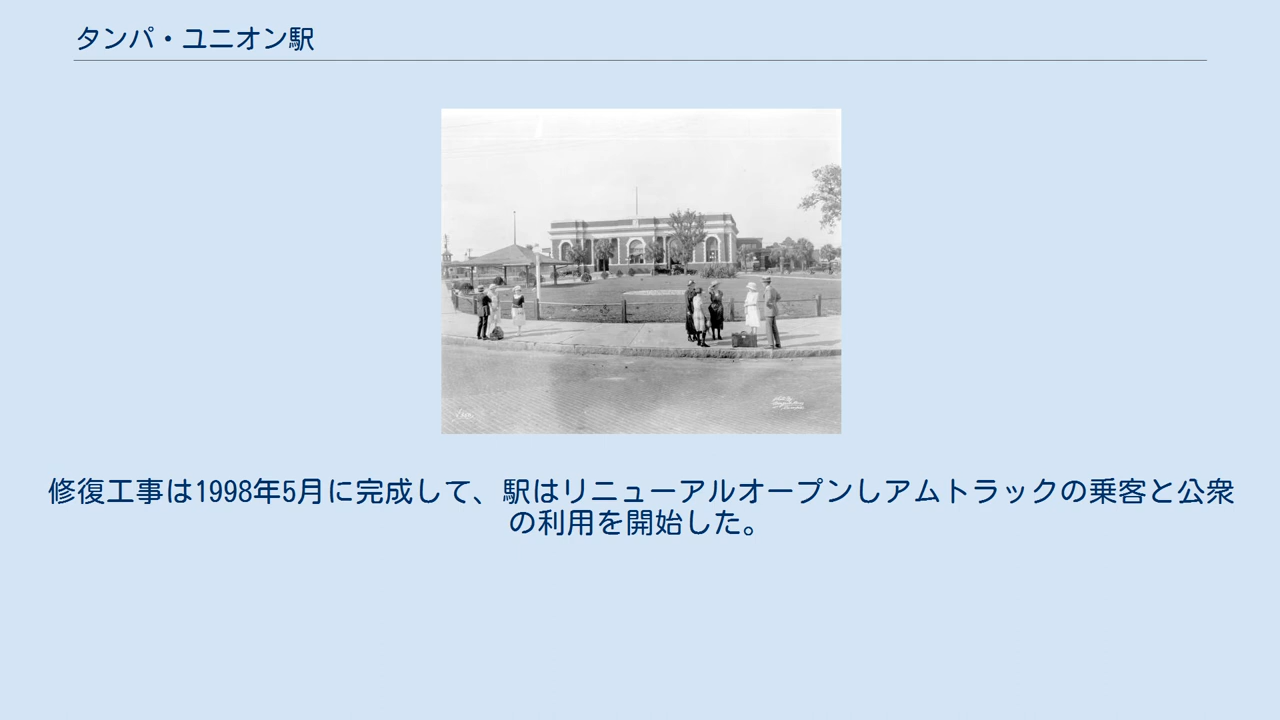 タンパ・ユニオン駅
修復工事は1998年5月に完成して、駅はリニューアルオープンしアムトラックの乗客と公衆
の利用を開始した。